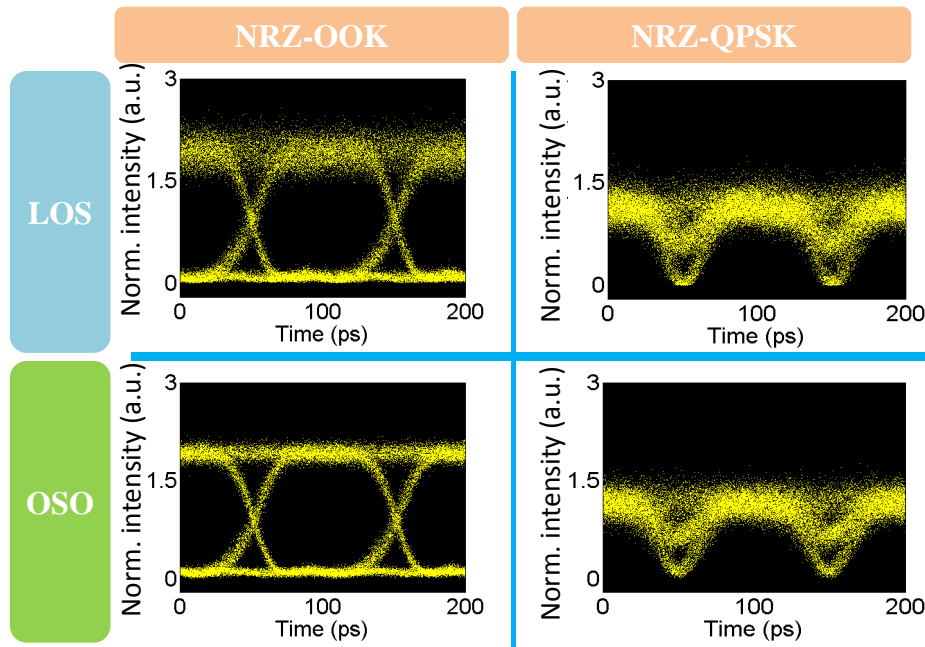 NRZ-OOK
NRZ-QPSK
LOS
Norm. intensity (a.u.)
3
1.5
0
0
100
200
Time (ps)
Norm. intensity (a.u.)
3
1.5
0
0
100
200
Time (ps)
OSO
Norm. intensity (a.u.)
3
1.5
0
0
100
200
Time (ps)
Norm. intensity (a.u.)
3
1.5
0
0
100
200
Time (ps)